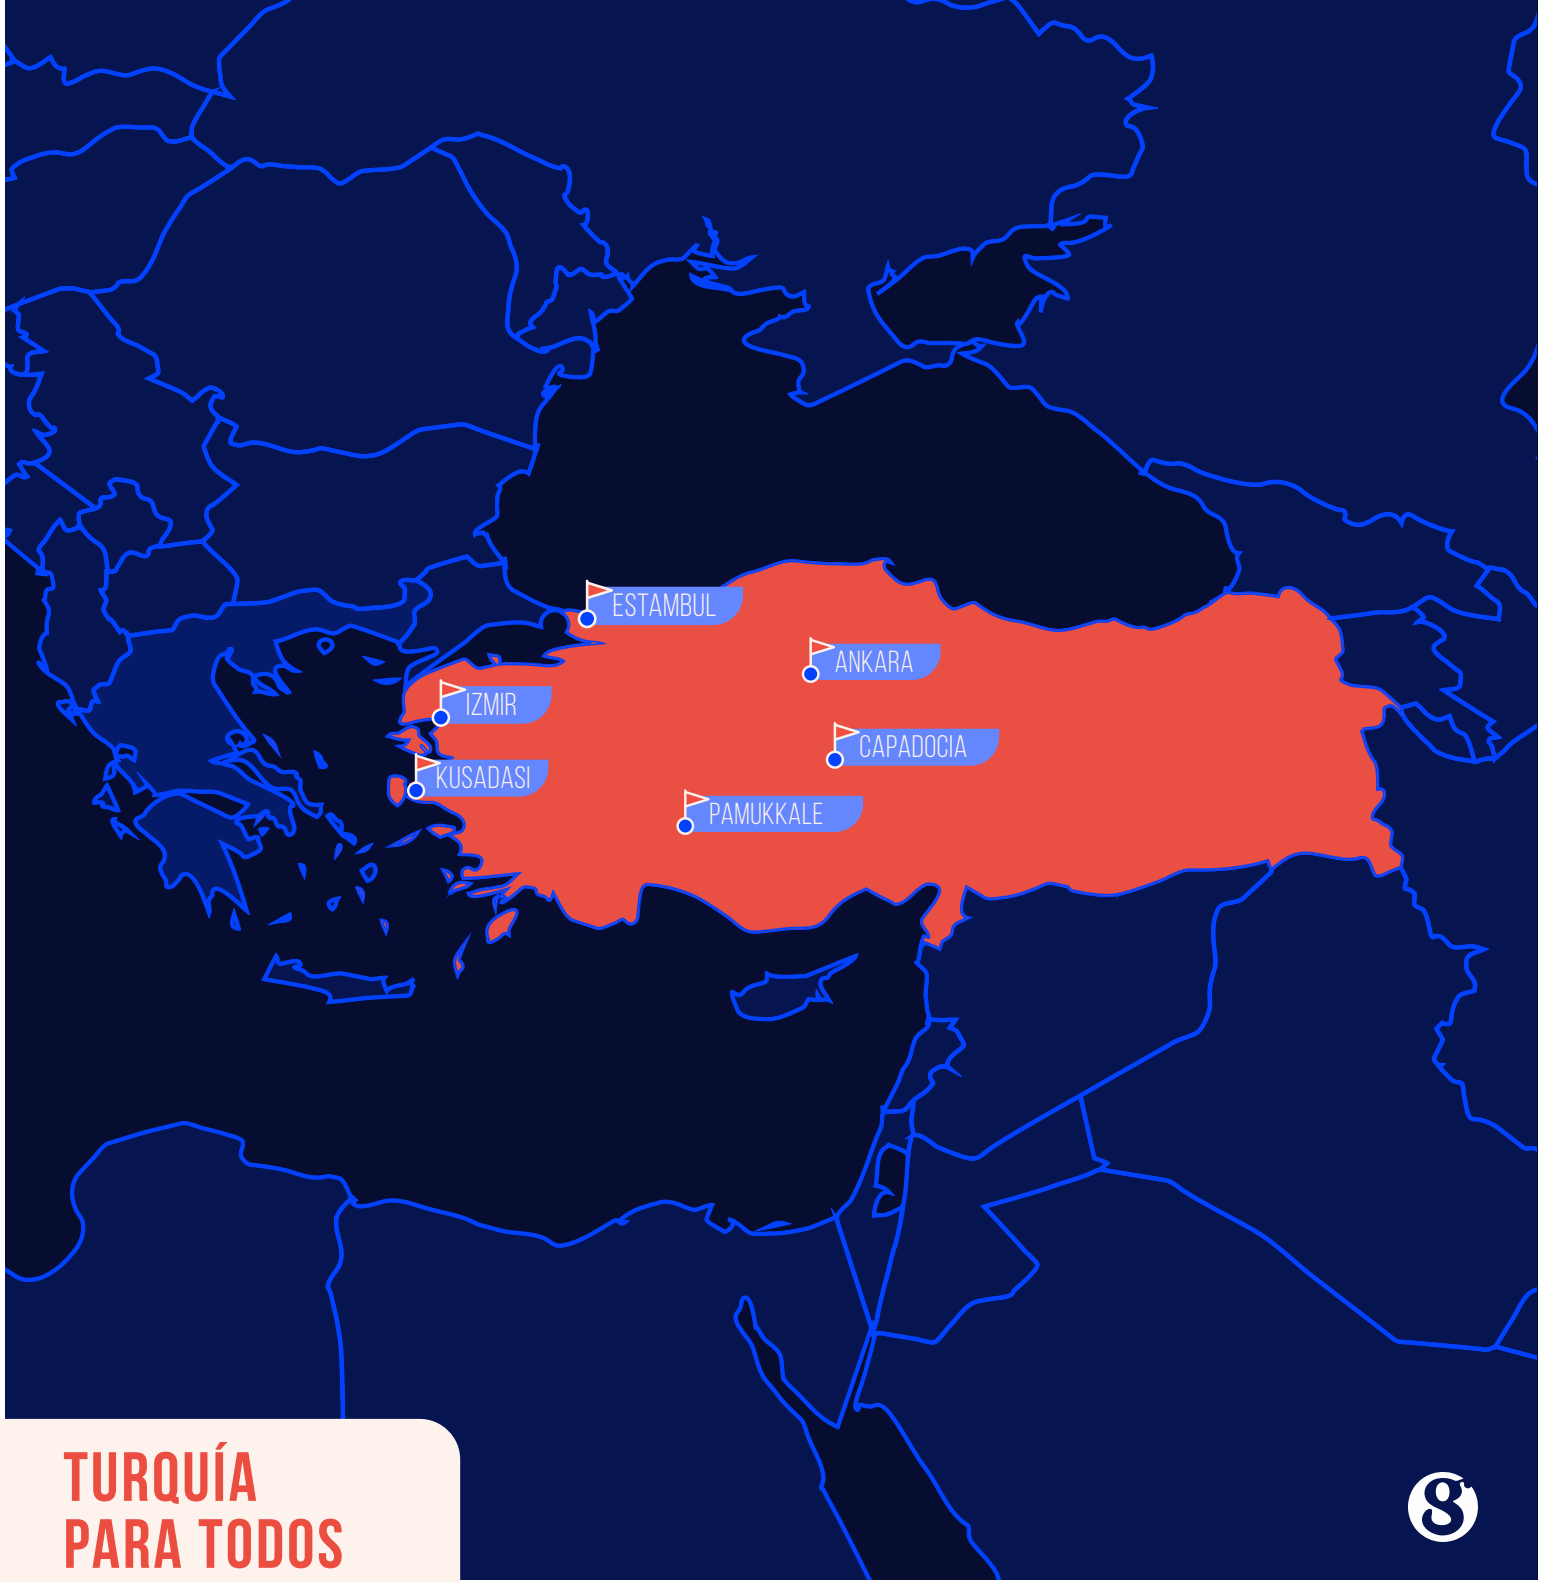 ESTAMBUL
ANKARA
IZMIR
CAPADOCIA
KUSADASI
PAMUKKALE
TURQUÍA
PARA TODOS
g